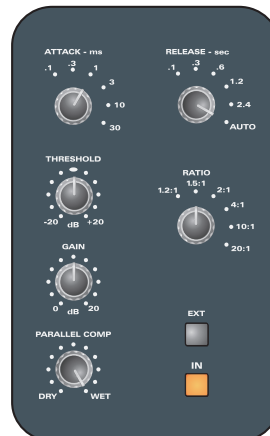 ATTACK - ms
.1 .3 1 3 10 30
RELEASE - sec
.1 .3 .6 1.2 2.4 AUTO
THRESHOLD
-20 dB +20
RATIO
1.2:1 1.5:1 2:1 4:1 10:1 20:1
GAIN
0 dB 20
PARALLEL COMP
DRY WET
EXT
IN